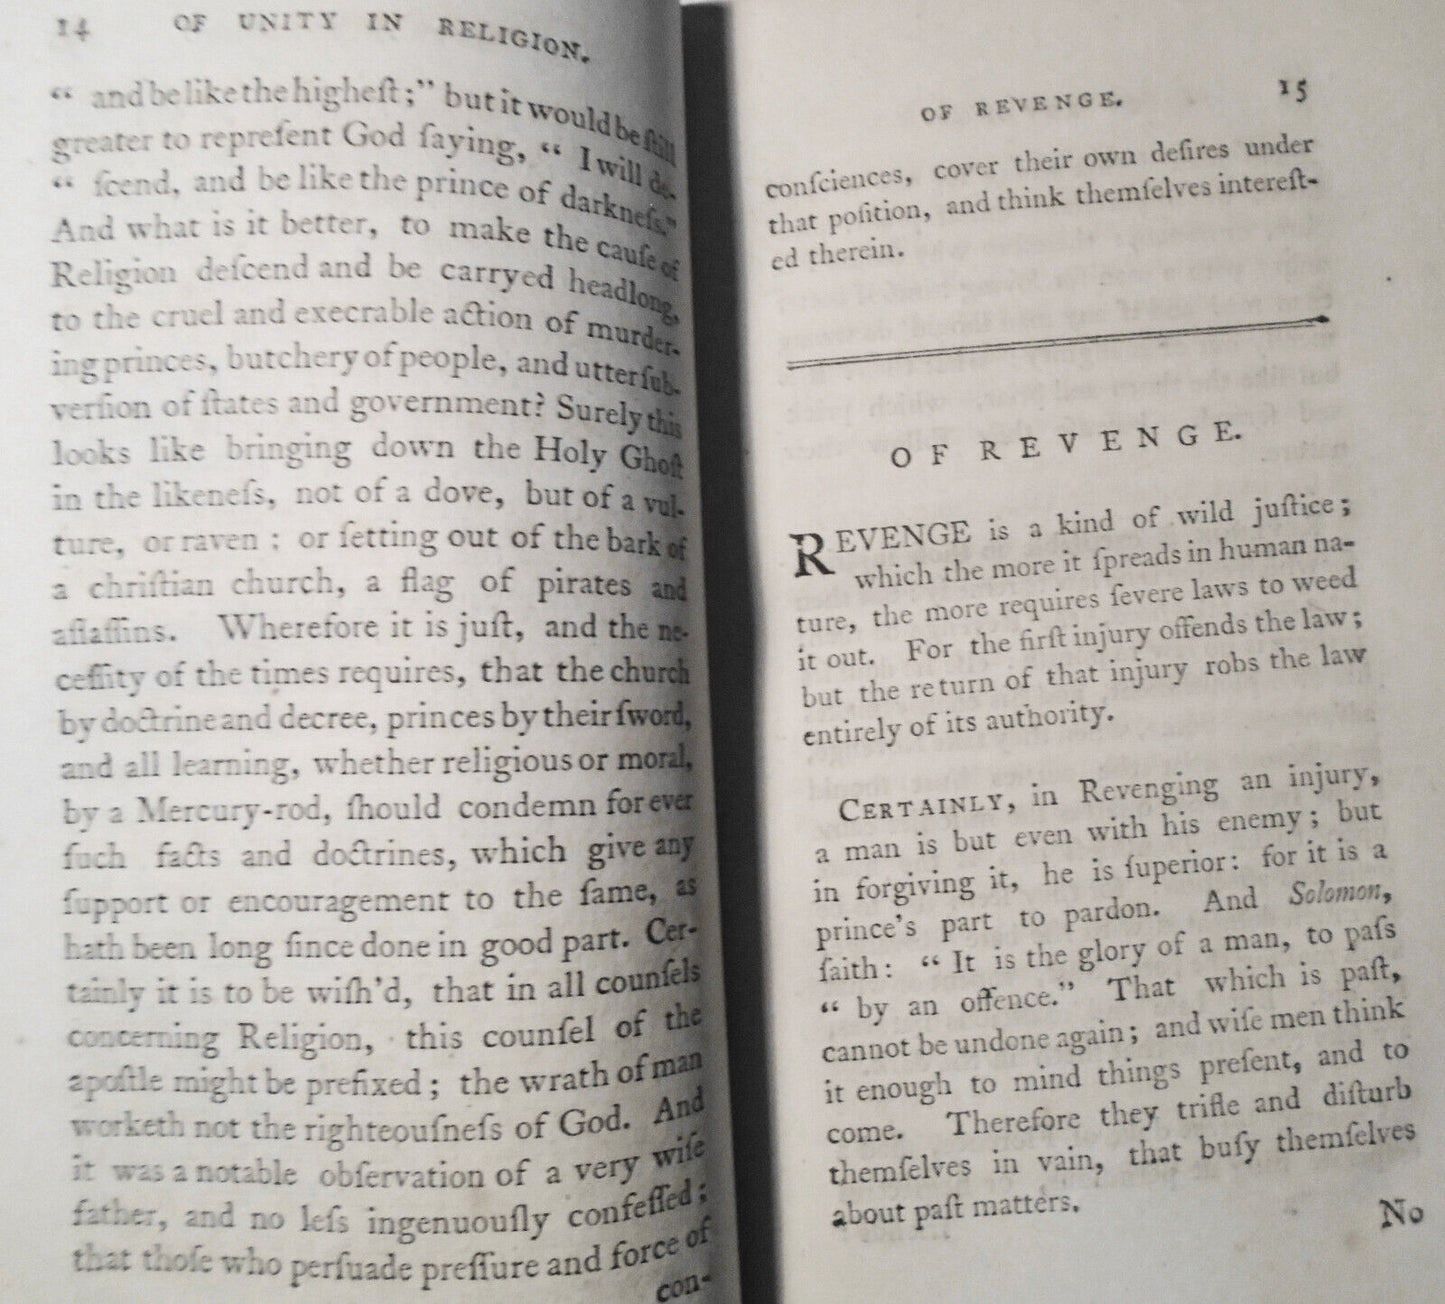 14 OF UNITY IN RELIGION.
“ and be like the higheſt;” but it would be ſtill
greater to repreſent God ſaying, “ I will de-
“ ſcend, and be like the prince of darkneſs.”
And what is it better, to make the cauſe of
Religion deſcend and be carryed headlong,
to the cruel and execrable action of murder-
ing princes, butchery of people, and utter ſub-
verſion of ſtates and government? Surely this
looks like bringing down the Holy Ghoſt
in the likeneſs, not of a dove, but of a vul-
ture, or raven : or ſetting out of the bark of
a chriſtian church, a flag of pirates and
aſſaſſins. Wherefore it is juſt, and the ne-
ceſſity of the times requires, that the church
by doctrine and decree, princes by their ſword,
and all learning, whether religious or moral,
by a Mercury-rod, ſhould condemn for ever
ſuch facts and doctrines, which give any
ſupport or encouragement to the ſame, as
hath been long ſince done in good part. Cer-
tainly it is to be wiſh'd, that in all counſels
concerning Religion, this counſel of the
apoſtle might be prefixed ; the wrath of man
worketh not the righteouſneſs of God. And
it was a notable obſervation of a very wiſe
father, and no leſs ingenuouſly confeſſed ;
that thoſe who perſuade preſſure and force of
con-
OF REVENGE. 15
conſciences, cover their own deſires under
that poſition, and think themſelves intereſt-
ed therein.
OF REVENGE.
REVENGE is a kind of wild juſtice ;
which the more it ſpreads in human na-
ture, the more requires ſevere laws to weed
it out. For the firſt injury offends the law ;
but the return of that injury robs the law
entirely of its authority.
CERTAINLY, in Revenging an injury,
a man is but even with his enemy ; but
in forgiving it, he is ſuperior : for it is a
prince's part to pardon. And Solomon,
ſaith : “ It is the glory of a man, to paſs
“ by an offence.” That which is paſt,
cannot be undone again ; and wiſe men think
it enough to mind things preſent, and to
come. Therefore they trifle and diſturb
themſelves in vain, that buſy themſelves
about paſt matters.
No